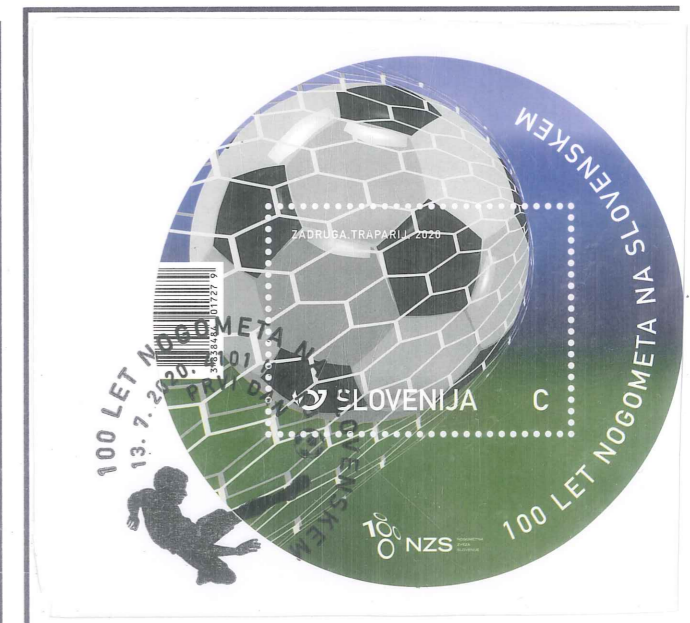 100 LET NOGOMETA NA SLOVENSKEM
ZADRUGA.TRAPARIJ, 2020
SLOVENIJA C
100 NZS
100 LET NOGOMETA NA SLOVENSKEM
13. 7. 2020
PRVI DAN